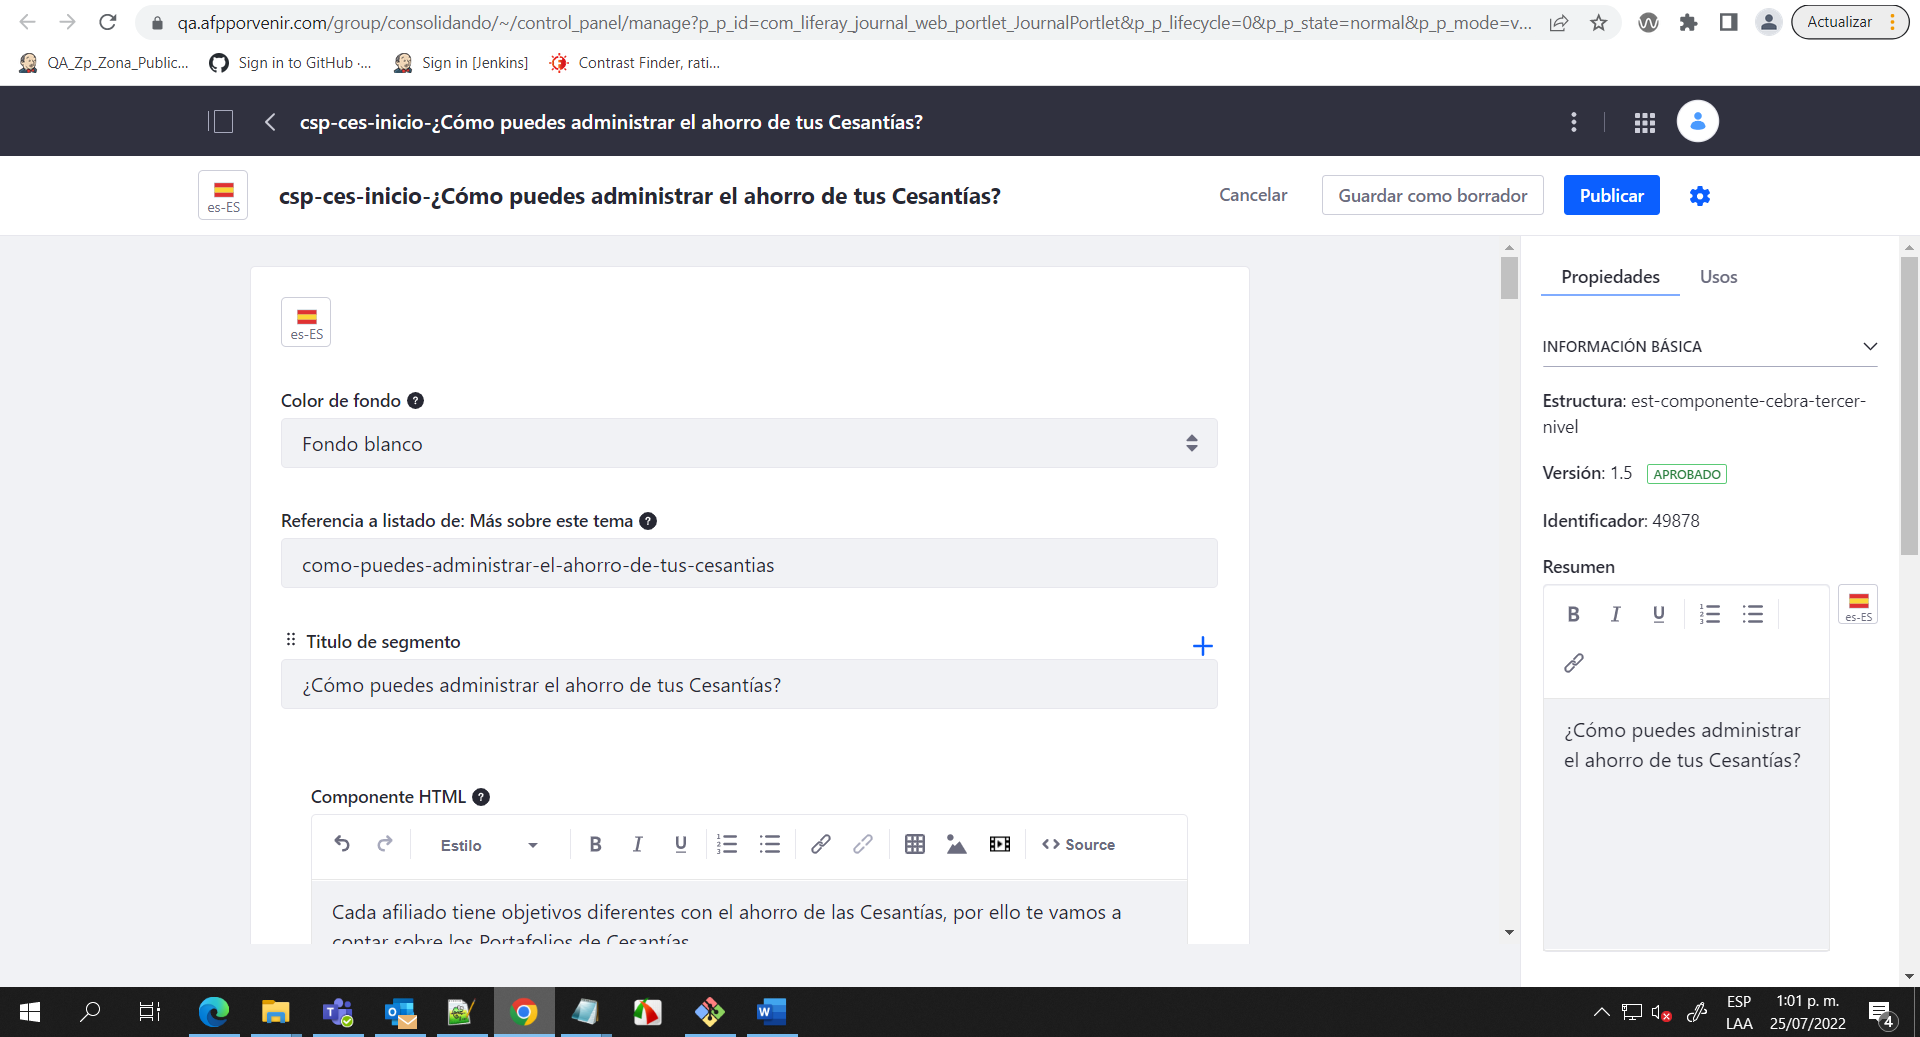 qa.afpporvenir.com/group/consolidando/~/control_panel/manage?p_p_id=com_liferay_journal_web_portlet_JournalPortlet&p_p_lifecycle=0&p_p_state=normal&p_p_mode=v...
Actualizar
QA_Zp_Zona_Public...
Sign in to GitHub ·...
Sign in [Jenkins]
Contrast Finder, rati...
csp-ces-inicio-¿Cómo puedes administrar el ahorro de tus Cesantías?
es-ES
csp-ces-inicio-¿Cómo puedes administrar el ahorro de tus Cesantías?
Cancelar
Guardar como borrador
Publicar
es-ES
Color de fondo ?
Fondo blanco
Referencia a listado de: Más sobre este tema ?
como-puedes-administrar-el-ahorro-de-tus-cesantias
Titulo de segmento
¿Cómo puedes administrar el ahorro de tus Cesantías?
Componente HTML ?
Estilo
B I U
Source
Cada afiliado tiene objetivos diferentes con el ahorro de las Cesantías, por ello te vamos a
contar sobre los Portafolios de Cesantías
Propiedades
Usos
INFORMACIÓN BÁSICA
Estructura: est-componente-cebra-tercer-
nivel
Versión: 1.5 APROBADO
Identificador: 49878
Resumen
B I U
es-ES
¿Cómo puedes administrar
el ahorro de tus Cesantías?
ESP
LAA
1:01 p. m.
25/07/2022
4